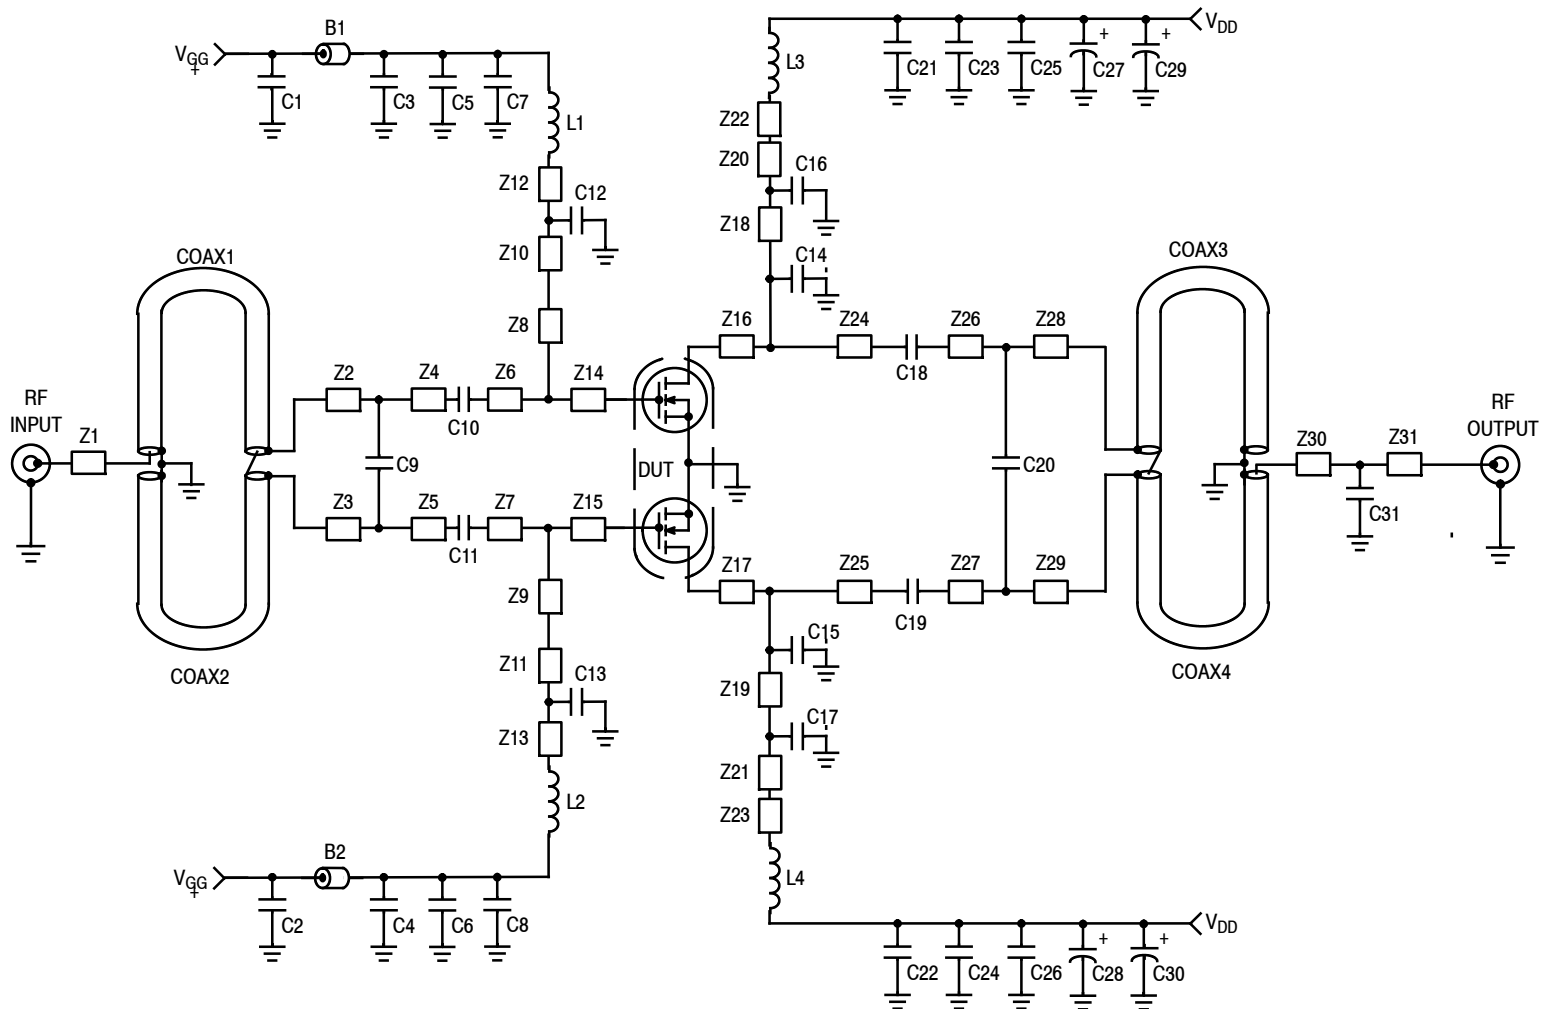 B1
VGG
+
C1
C3
C5
C7
L1
Z12
C12
Z10
Z8
L3
C21
C23
C25
+
C27
+
C29
VDD
Z22
Z20
C16
Z18
C14
COAX1
COAX3
Z16
Z24
C18
Z26
Z28
Z2
Z4
C10
Z6
Z14
RF
INPUT
Z1
C9
DUT
C20
Z30
Z31
C31
RF
OUTPUT
Z3
Z5
C11
Z7
Z15
Z17
Z25
C19
Z27
Z29
COAX2
COAX4
Z9
Z11
C13
Z13
L2
C15
Z19
C17
Z21
Z23
L4
B2
VGG
+
C2
C4
C6
C8
C22
C24
C26
+
C28
+
C30
VDD